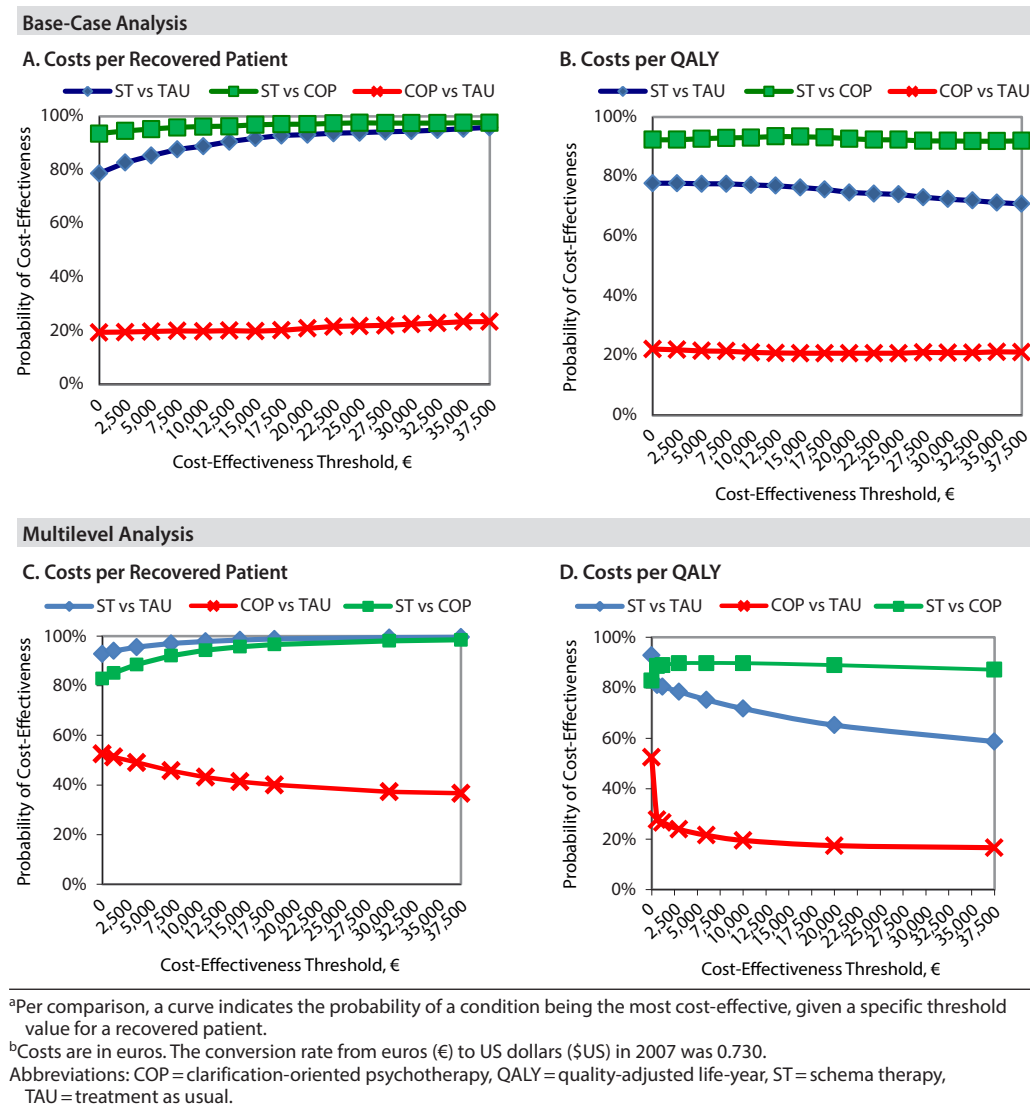 Base-Case Analysis
A. Costs per Recovered Patient
ST vs TAU
ST vs COP
COP vs TAU
Probability of Cost-Effectiveness
100%
80%
60%
40%
20%
0%
0
2,500
5,000
7,500
10,000
12,500
15,000
17,500
20,000
22,500
25,000
27,500
30,000
32,500
35,000
37,500
Cost-Effectiveness Threshold, €
B. Costs per QALY
ST vs TAU
ST vs COP
COP vs TAU
Probability of Cost-Effectiveness
100%
80%
60%
40%
20%
0%
0
2,500
5,000
7,500
10,000
12,500
15,000
17,500
20,000
22,500
25,000
27,500
30,000
32,500
35,000
37,500
Cost-Effectiveness Threshold, €
Multilevel Analysis
C. Costs per Recovered Patient
ST vs TAU
COP vs TAU
ST vs COP
Probability of Cost-Effectiveness
100%
80%
60%
40%
20%
0%
0
2,500
5,000
7,500
10,000
12,500
15,000
17,500
20,000
22,500
25,000
27,500
30,000
32,500
35,000
37,500
Cost-Effectiveness Threshold, €
D. Costs per QALY
ST vs TAU
COP vs TAU
ST vs COP
Probability of Cost-Effectiveness
100%
80%
60%
40%
20%
0%
0
2,500
5,000
7,500
10,000
12,500
15,000
17,500
20,000
22,500
25,000
27,500
30,000
32,500
35,000
37,500
Cost-Effectiveness Threshold, €
aPer comparison, a curve indicates the probability of a condition being the most cost-effective, given a specific threshold
value for a recovered patient.
bCosts are in euros. The conversion rate from euros (€) to US dollars ($US) in 2007 was 0.730.
Abbreviations: COP = clarification-oriented psychotherapy, QALY = quality-adjusted life-year, ST = schema therapy,
TAU = treatment as usual.